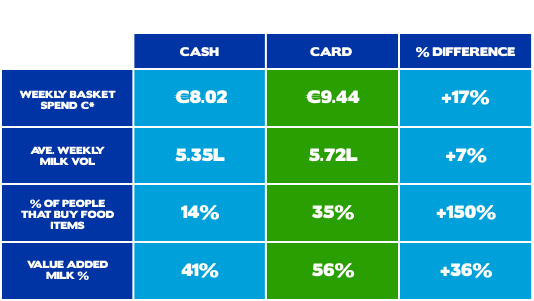 CASH CARD % DIFFERENCE
WEEKLY BASKET
SPEND C* €8.02 €9.44 +17%
AVE. WEEKLY
MILK VOL 5.35L 5.72L +7%
% OF PEOPLE
THAT BUY FOOD
ITEMS 14% 35% +150%
VALUE ADDED
MILK % 41% 56% +36%